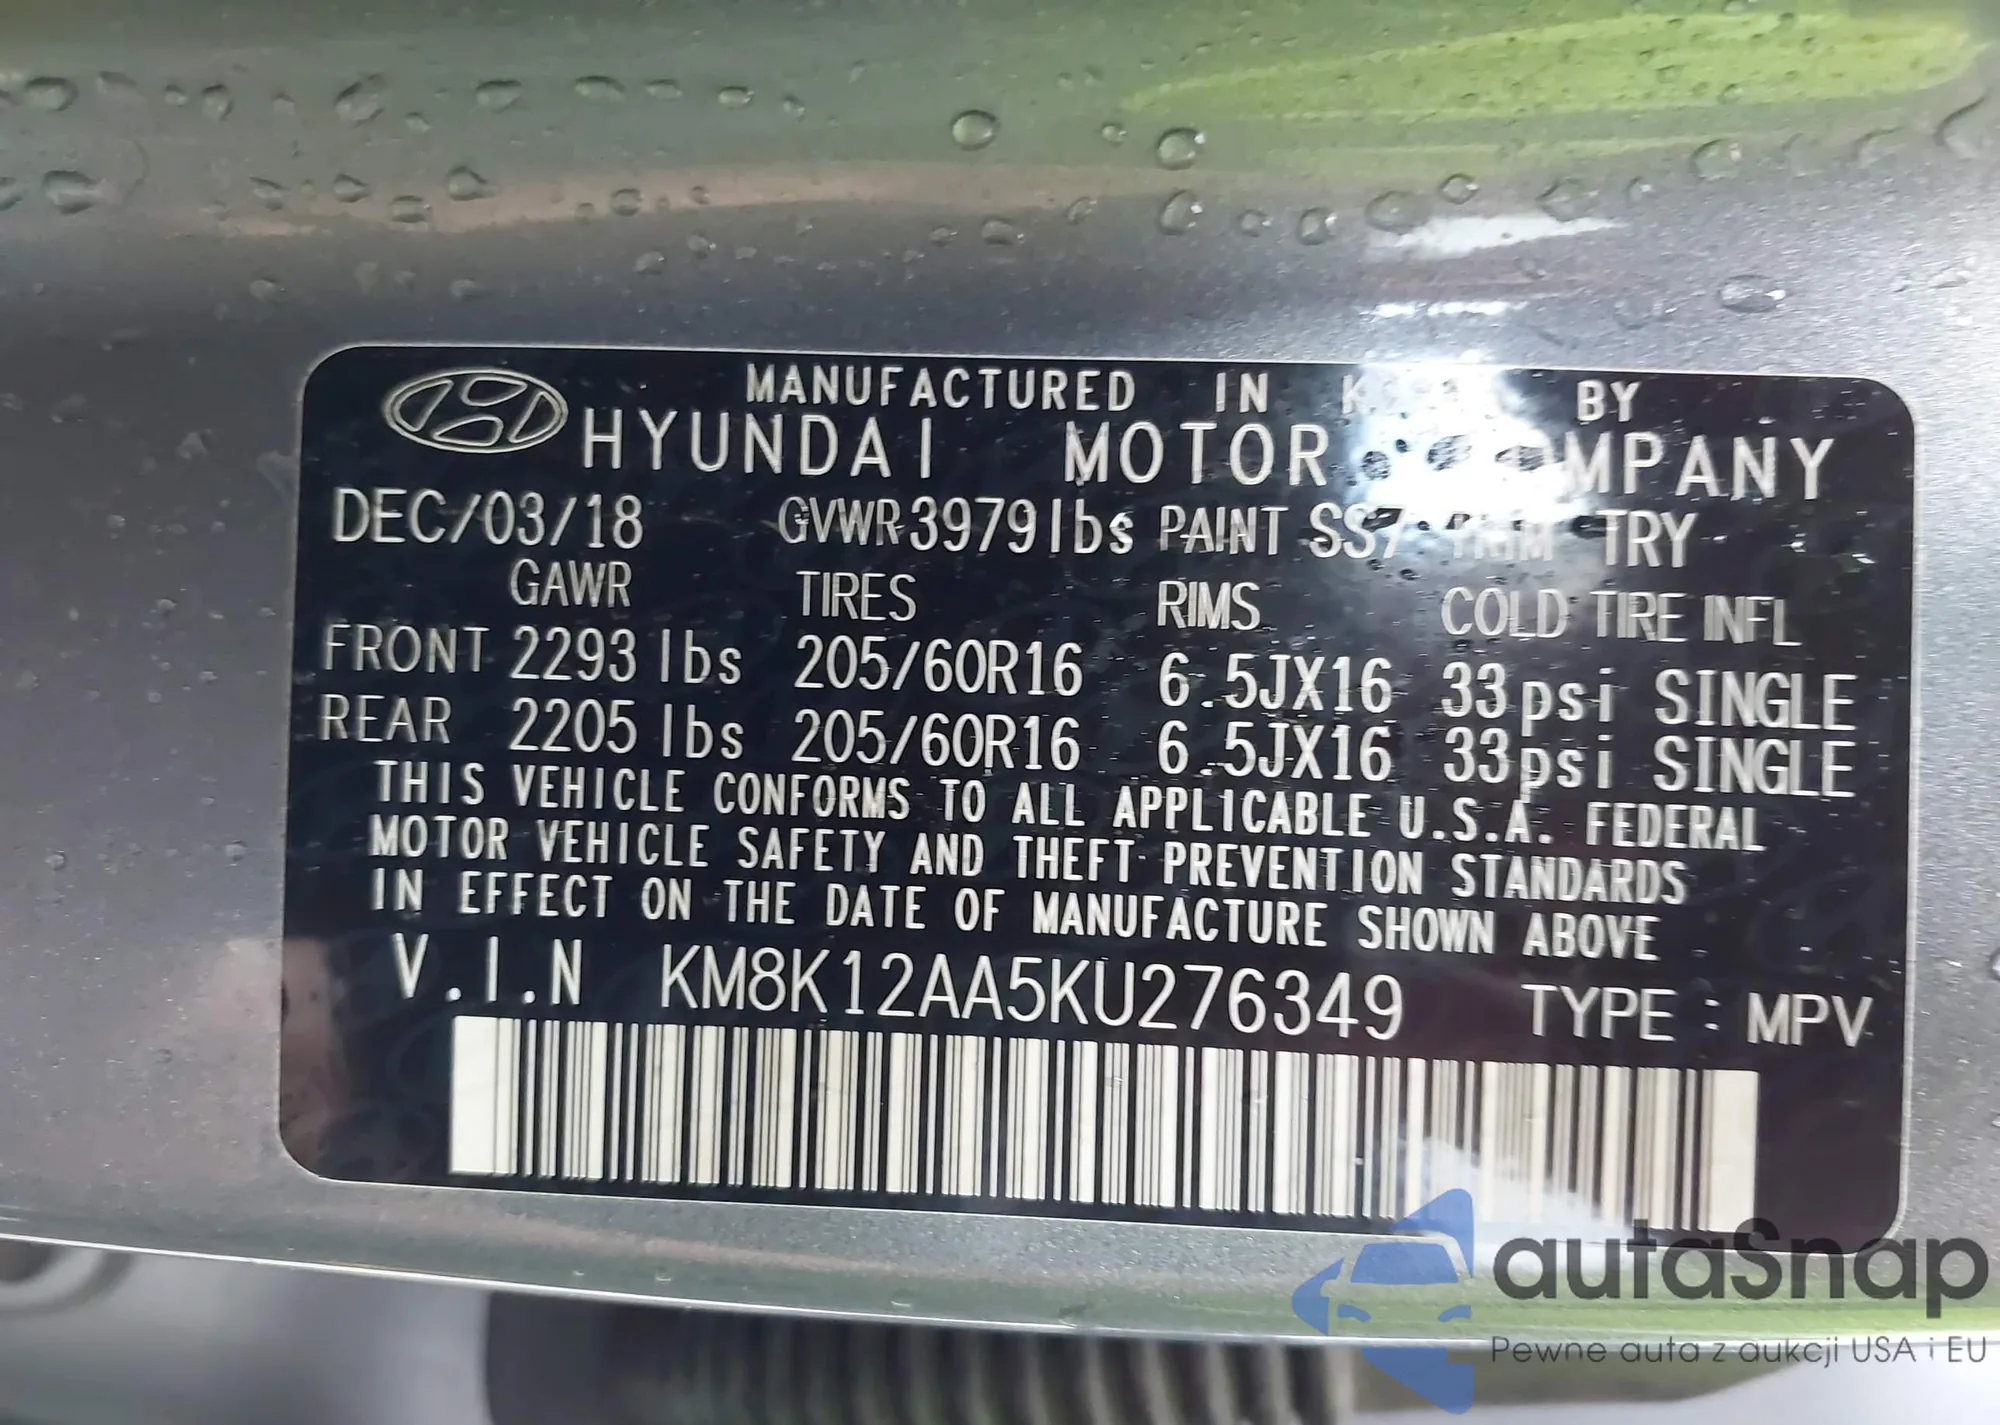 MANUFACTURED IN BY
HYUNDAI MOTOR COMPANY
DEC/03/18 GVWR 3979 lbs PAINT SS7 TRIM TRY
GAWR TIRES RIMS COLD TIRE INFL
FRONT 2293 lbs 205/60R16 6.5JX16 33psi SINGLE
REAR 2205 lbs 205/60R16 6.5JX16 33psi SINGLE
THIS VEHICLE CONFORMS TO ALL APPLICABLE U.S.A. FEDERAL
MOTOR VEHICLE SAFETY AND THEFT PREVENTION STANDARDS
IN EFFECT ON THE DATE OF MANUFACTURE SHOWN ABOVE
V.I.N KM8K12AA5KU276349 TYPE : MPV
autaSnap
Pewne auta z aukcji USA i EU